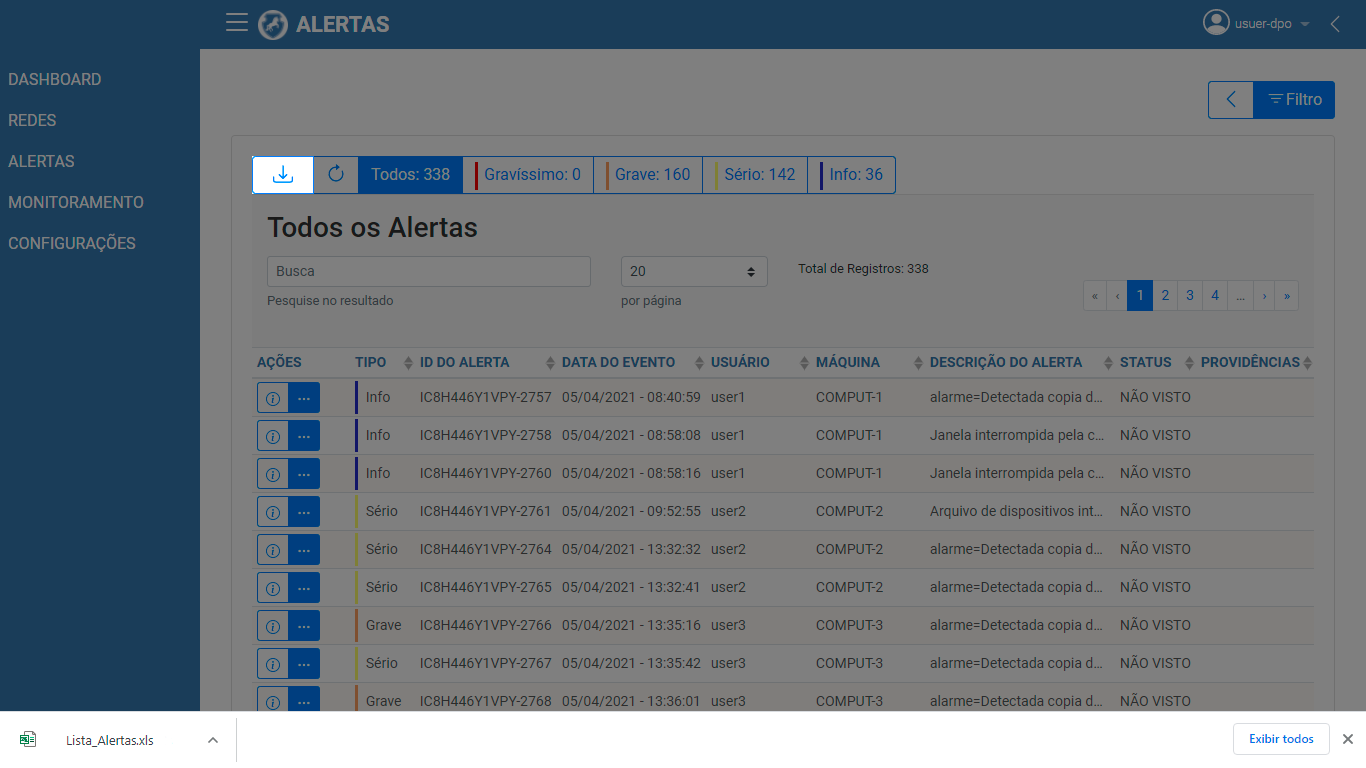 ALERTAS
usuer-dpo
DASHBOARD
REDES
ALERTAS
MONITORAMENTO
CONFIGURAÇÕES
Filtro
Todos: 338 Gravíssimo: 0 Grave: 160 Sério: 142 Info: 36
Todos os Alertas
Busca 20 Total de Registros: 338
Pesquise no resultado por página
« ‹ 1 2 3 4 ... › »
AÇÕES TIPO ID DO ALERTA DATA DO EVENTO USUÁRIO MÁQUINA DESCRIÇÃO DO ALERTA STATUS PROVIDÊNCIAS
Info IC8H446Y1VPY-2757 05/04/2021 - 08:40:59 user1 COMPUT-1 alarme=Detectada copia d... NÃO VISTO
Info IC8H446Y1VPY-2758 05/04/2021 - 08:58:08 user1 COMPUT-1 Janela interrompida pela c... NÃO VISTO
Info IC8H446Y1VPY-2760 05/04/2021 - 08:58:16 user1 COMPUT-1 Janela interrompida pela c... NÃO VISTO
Sério IC8H446Y1VPY-2761 05/04/2021 - 09:52:55 user2 COMPUT-2 Arquivo de dispositivos int... NÃO VISTO
Sério IC8H446Y1VPY-2764 05/04/2021 - 13:32:32 user2 COMPUT-2 alarme=Detectada copia d... NÃO VISTO
Sério IC8H446Y1VPY-2765 05/04/2021 - 13:32:41 user2 COMPUT-2 alarme=Detectada copia d... NÃO VISTO
Grave IC8H446Y1VPY-2766 05/04/2021 - 13:35:16 user3 COMPUT-3 alarme=Detectada copia d... NÃO VISTO
Sério IC8H446Y1VPY-2767 05/04/2021 - 13:35:42 user3 COMPUT-3 alarme=Detectada copia d... NÃO VISTO
Grave IC8H446Y1VPY-2768 05/04/2021 - 13:36:01 user3 COMPUT-3 alarme=Detectada copia d... NÃO VISTO
Lista_Alertas.xls Exibir todos